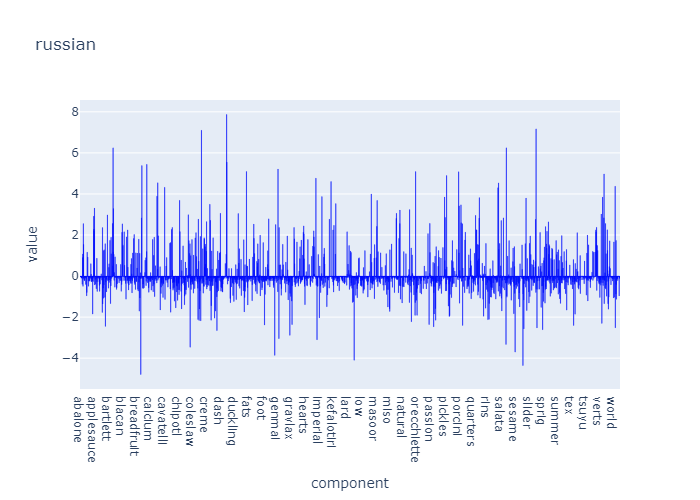 russian
value
8
6
4
2
0
−2
−4
abalone
applesauce
bartlett
blacan
breadfruit
calcium
cavatelli
chipotl
coleslaw
creme
dash
duckling
fats
foot
genmai
gravlax
hearts
imperial
kefalotiri
lard
low
masoor
miso
natural
orecchiette
passion
pickles
porcini
quarters
rins
salata
sesame
slider
sprig
summer
tex
tsuyu
verts
world
component